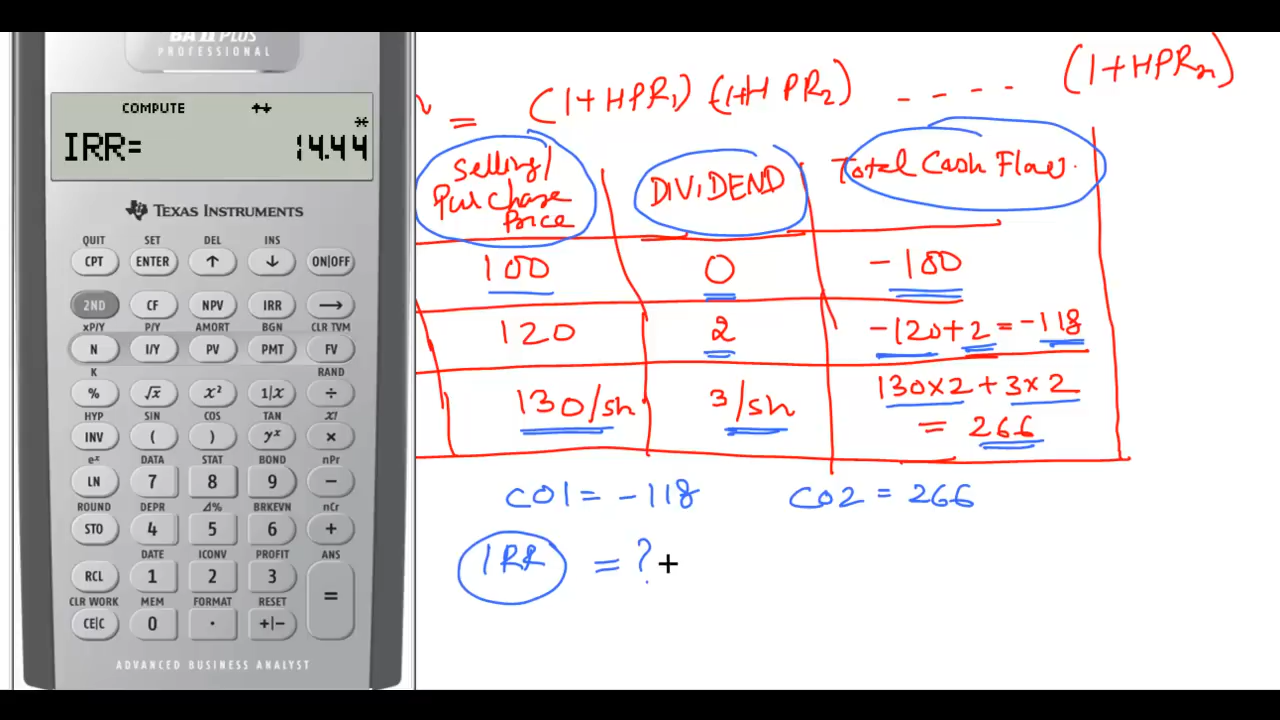 BA II PLUS
PROFESSIONAL
COMPUTE ↑↓
*
IRR= 14.44
TEXAS INSTRUMENTS
QUIT SET DEL INS
CPT ENTER ↑ ↓ ON|OFF
2ND CF NPV IRR →
xP/Y P/Y AMORT BGN CLR TVM
N I/Y PV PMT FV
K RAND
% √x x² 1|x ÷
HYP SIN COS TAN x!
INV ( ) yˣ ×
eˣ DATA STAT BOND nPr
LN 7 8 9 −
ROUND DEPR Δ% BRKEVN nCr
STO 4 5 6 +
DATE ICONV PROFIT ANS
RCL 1 2 3 =
CLR WORK MEM FORMAT RESET
CE|C 0 . +|−
ADVANCED BUSINESS ANALYST
= (1+HPR1) (1+HPR2) - - - - (1+HPRn)
Selling/
Purchase
Price
DIVIDEND
Total Cash Flows.
100 0 -100
120 2 -120+2 = -118
130/sh 3/sh 130×2 + 3×2
= 266
CO1 = -118 CO2 = 266
IRR = ?